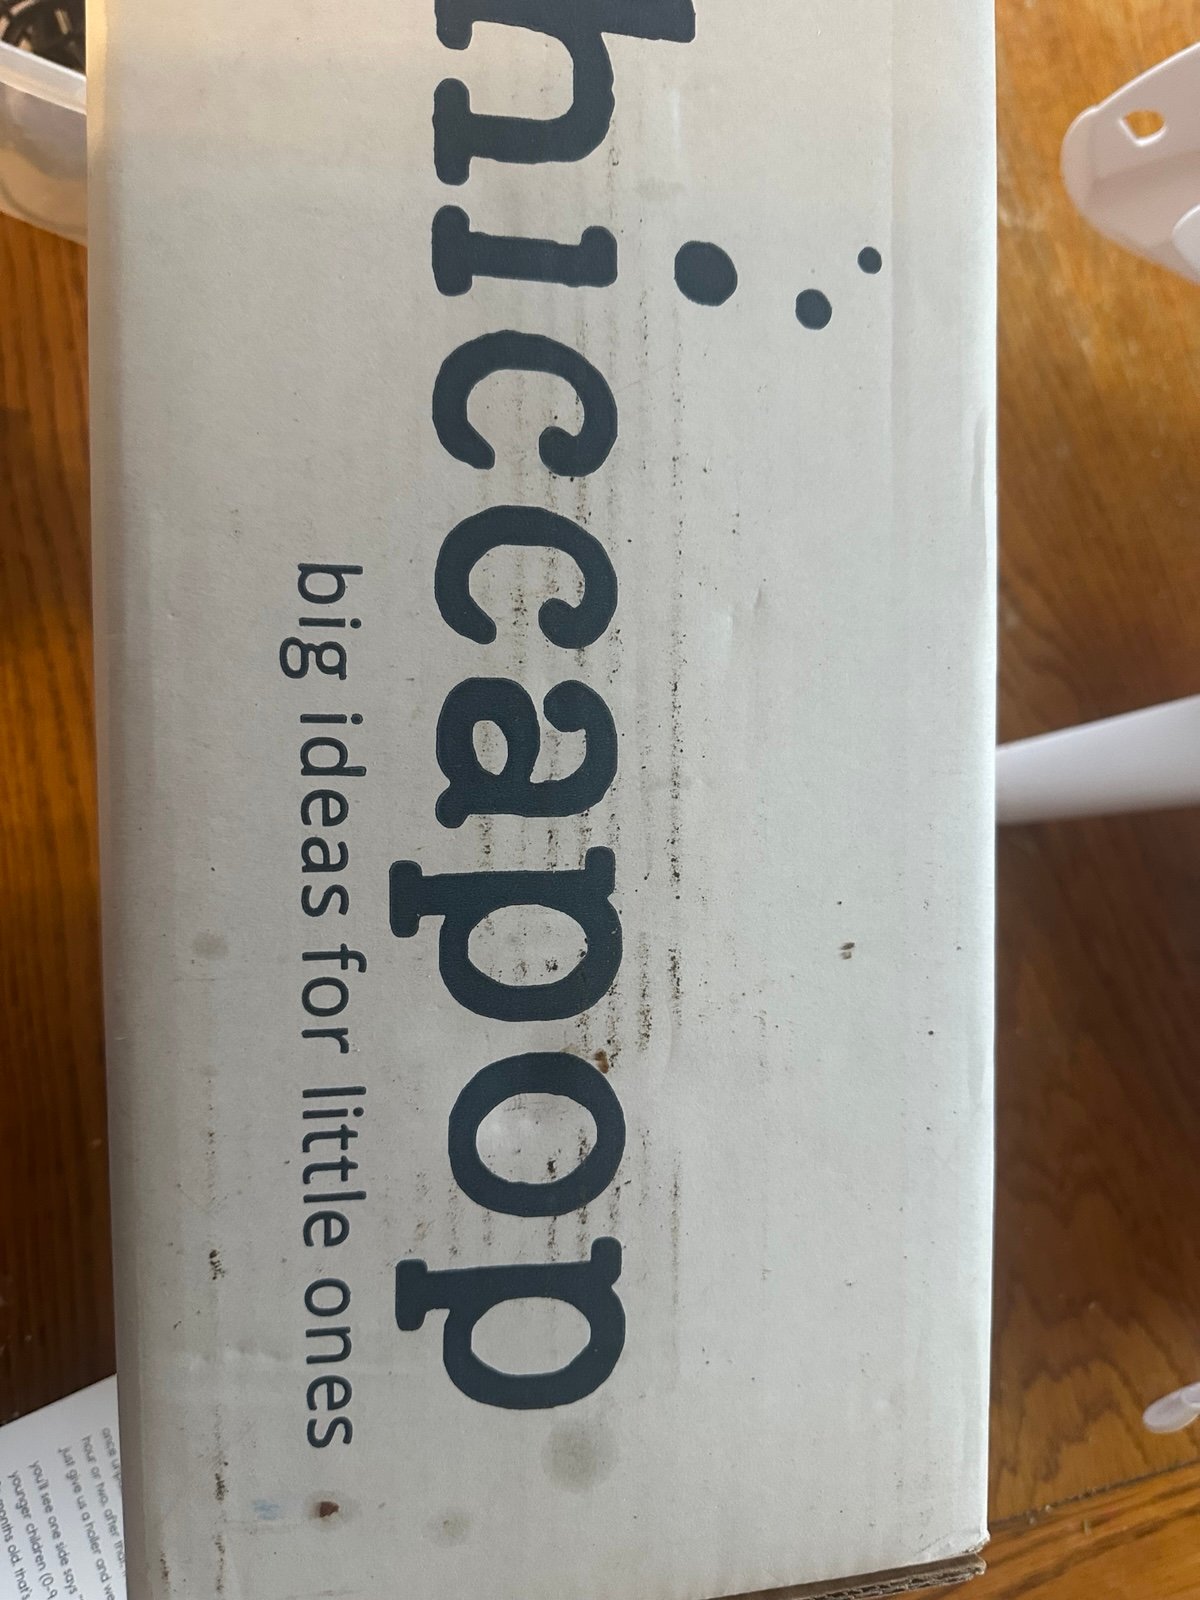 hiccapop
big ideas for little ones
hour or two. after
just give us a holler and we
you'll see one side says
younger children (0-9
months old. that's